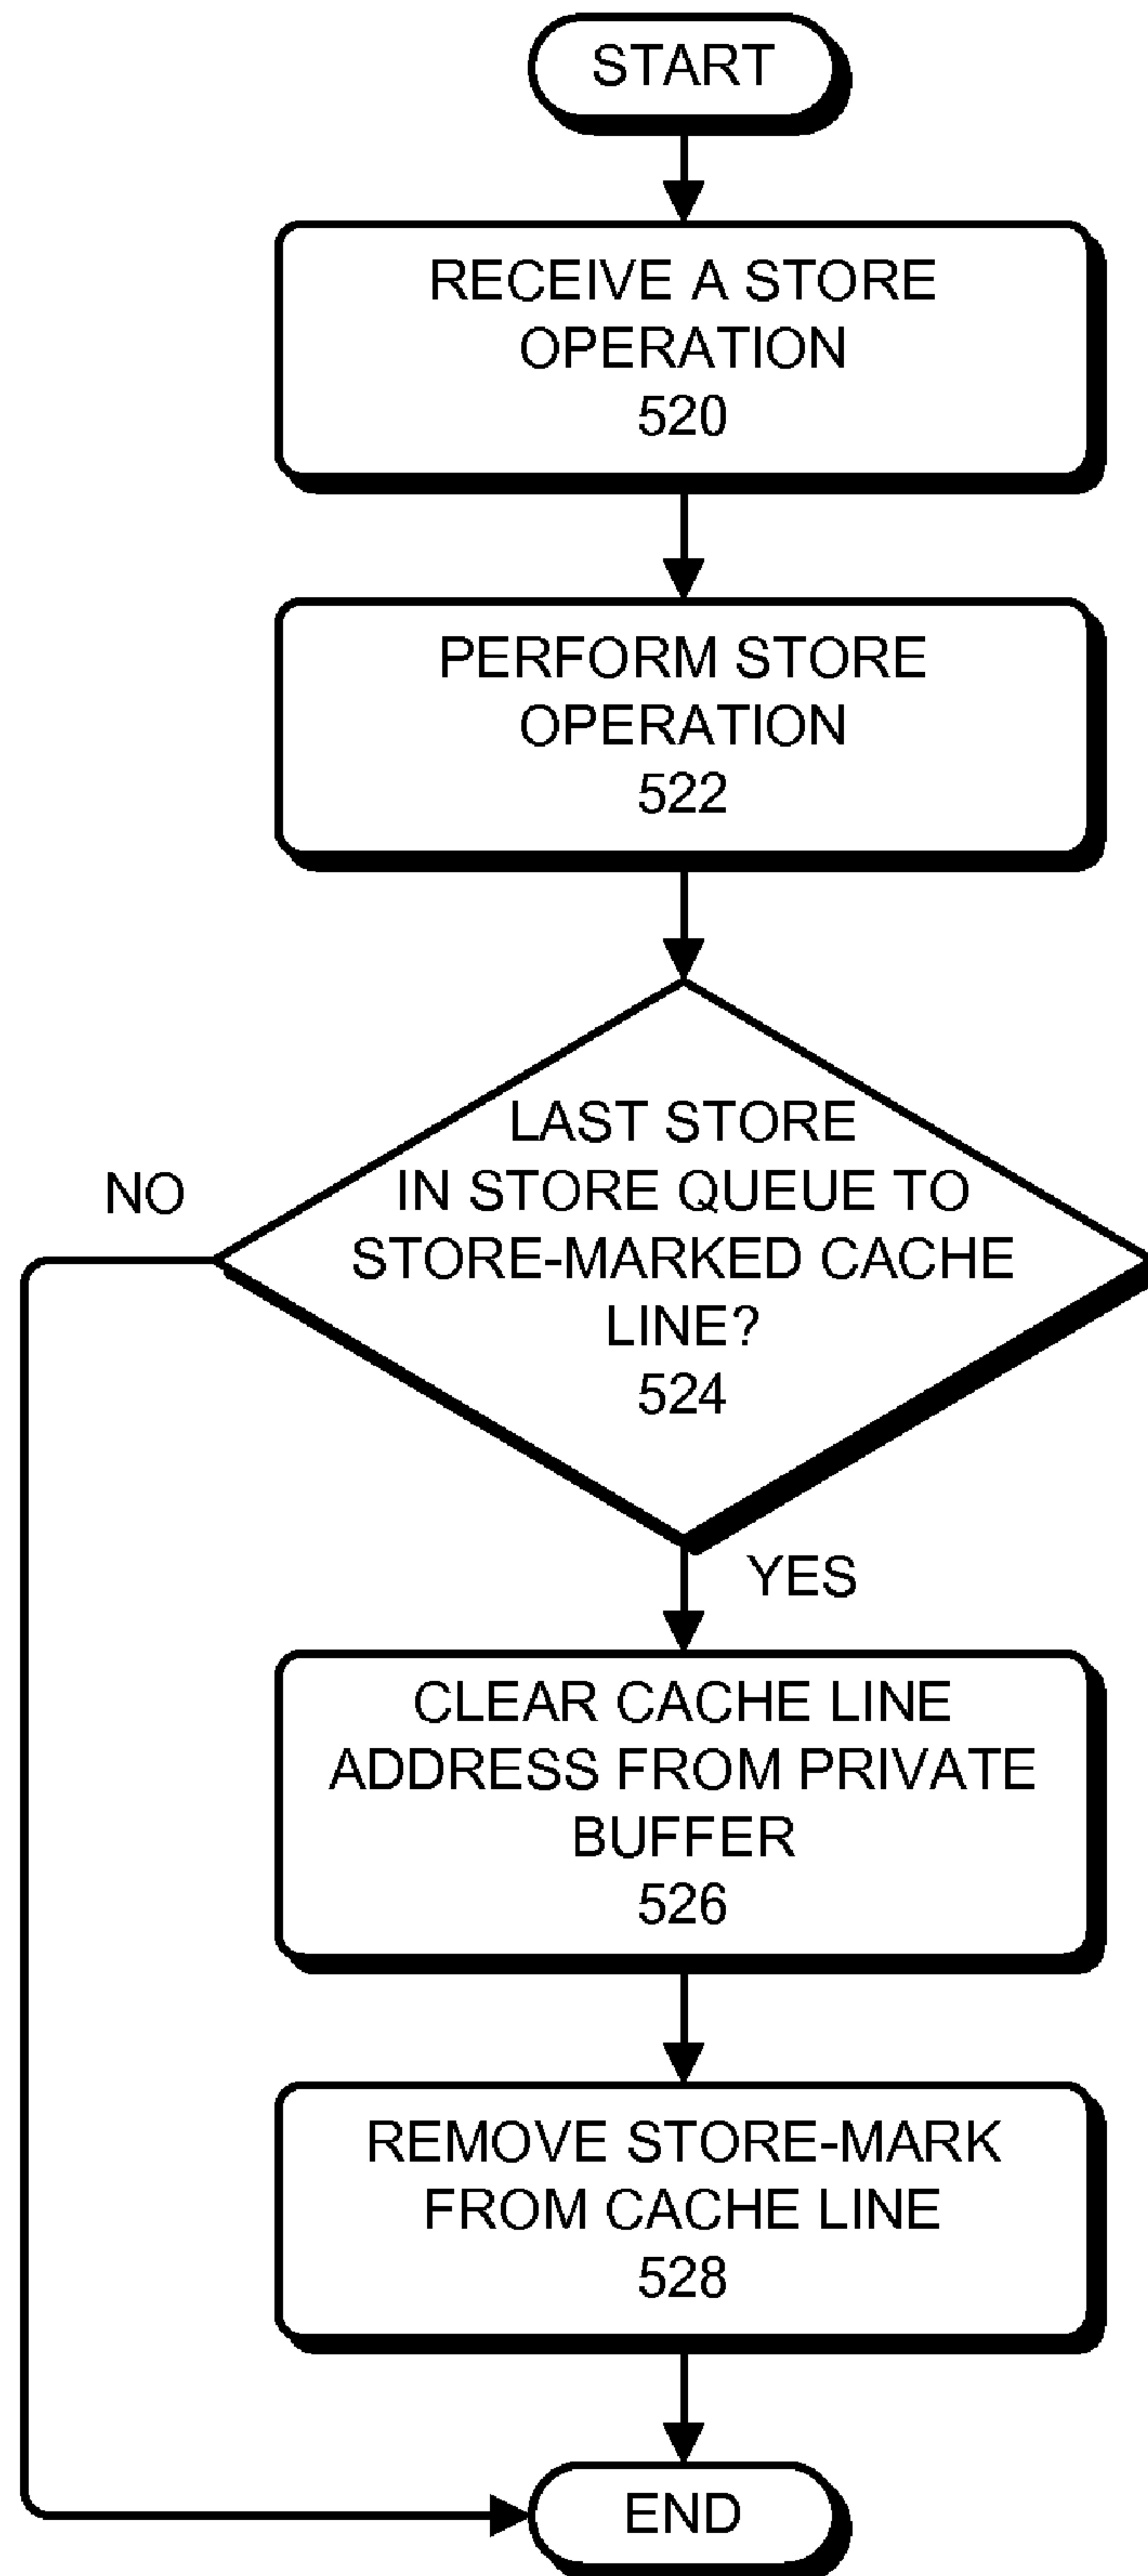 START
RECEIVE A STORE
OPERATION
520
PERFORM STORE
OPERATION
522
LAST STORE
IN STORE QUEUE TO
STORE-MARKED CACHE
LINE?
524
NO
YES
CLEAR CACHE LINE
ADDRESS FROM PRIVATE
BUFFER
526
REMOVE STORE-MARK
FROM CACHE LINE
528
END